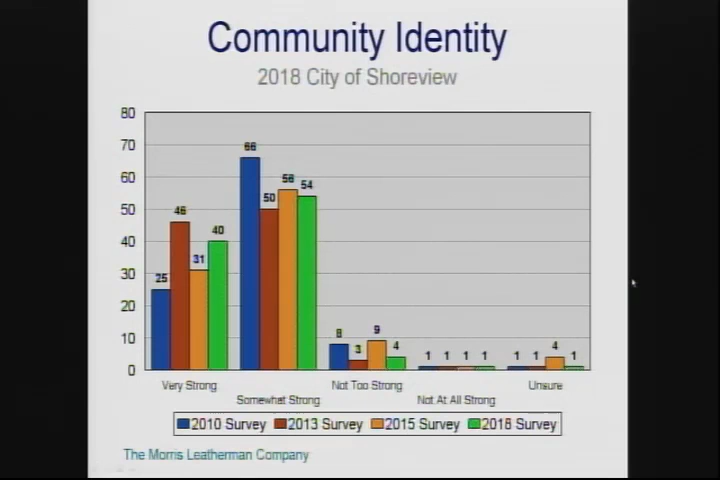 Community Identity
2018 City of Shoreview
80
70
60
50
40
30
20
10
0
25
46
31
40
66
50
56
54
8
3
9
4
1
1
1
1
1
1
4
1
Very Strong
Somewhat Strong
Not Too Strong
Not At All Strong
Unsure
2010 Survey
2013 Survey
2015 Survey
2018 Survey
The Morris Leatherman Company